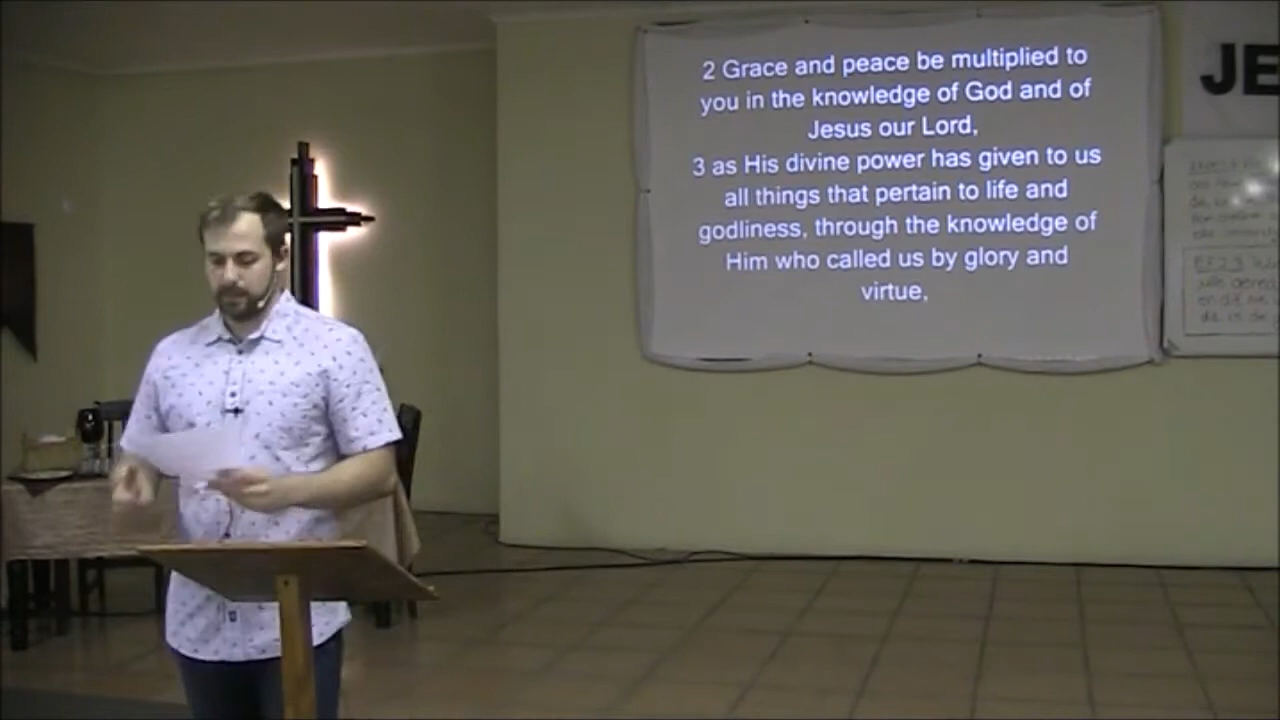 2 Grace and peace be multiplied to
you in the knowledge of God and of
Jesus our Lord,
3 as His divine power has given to us
all things that pertain to life and
godliness, through the knowledge of
Him who called us by glory and
virtue,
JE